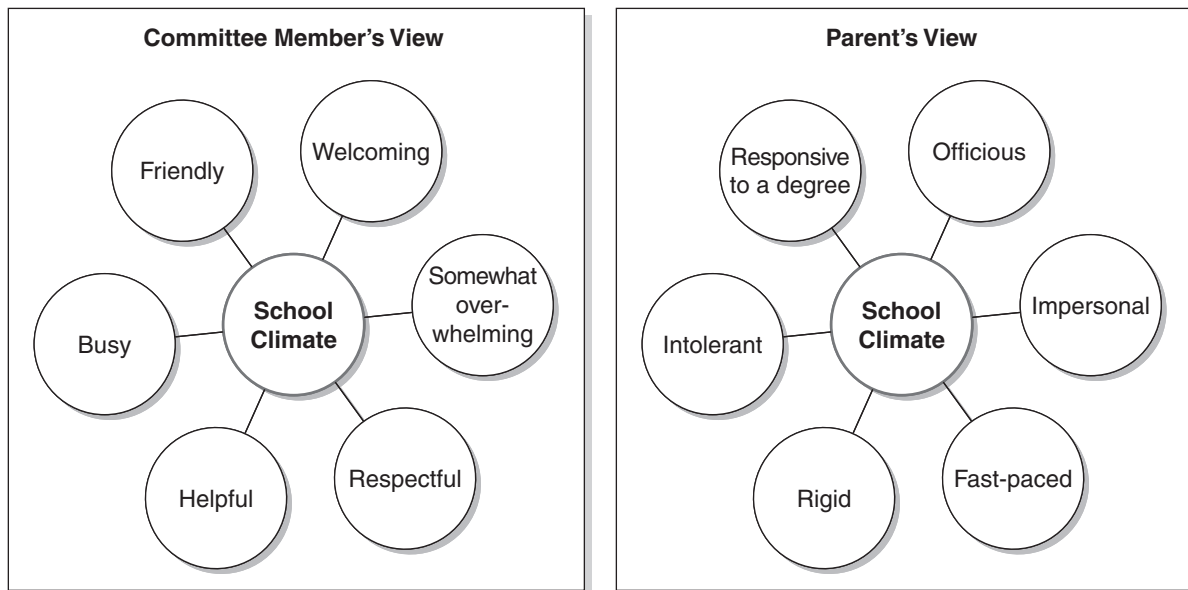 Committee Member’s View
Friendly
Welcoming
Somewhat
over-
whelming
Busy
School
Climate
Helpful
Respectful
Parent’s View
Responsive
to a degree
Officious
Impersonal
Intolerant
School
Climate
Rigid
Fast-paced